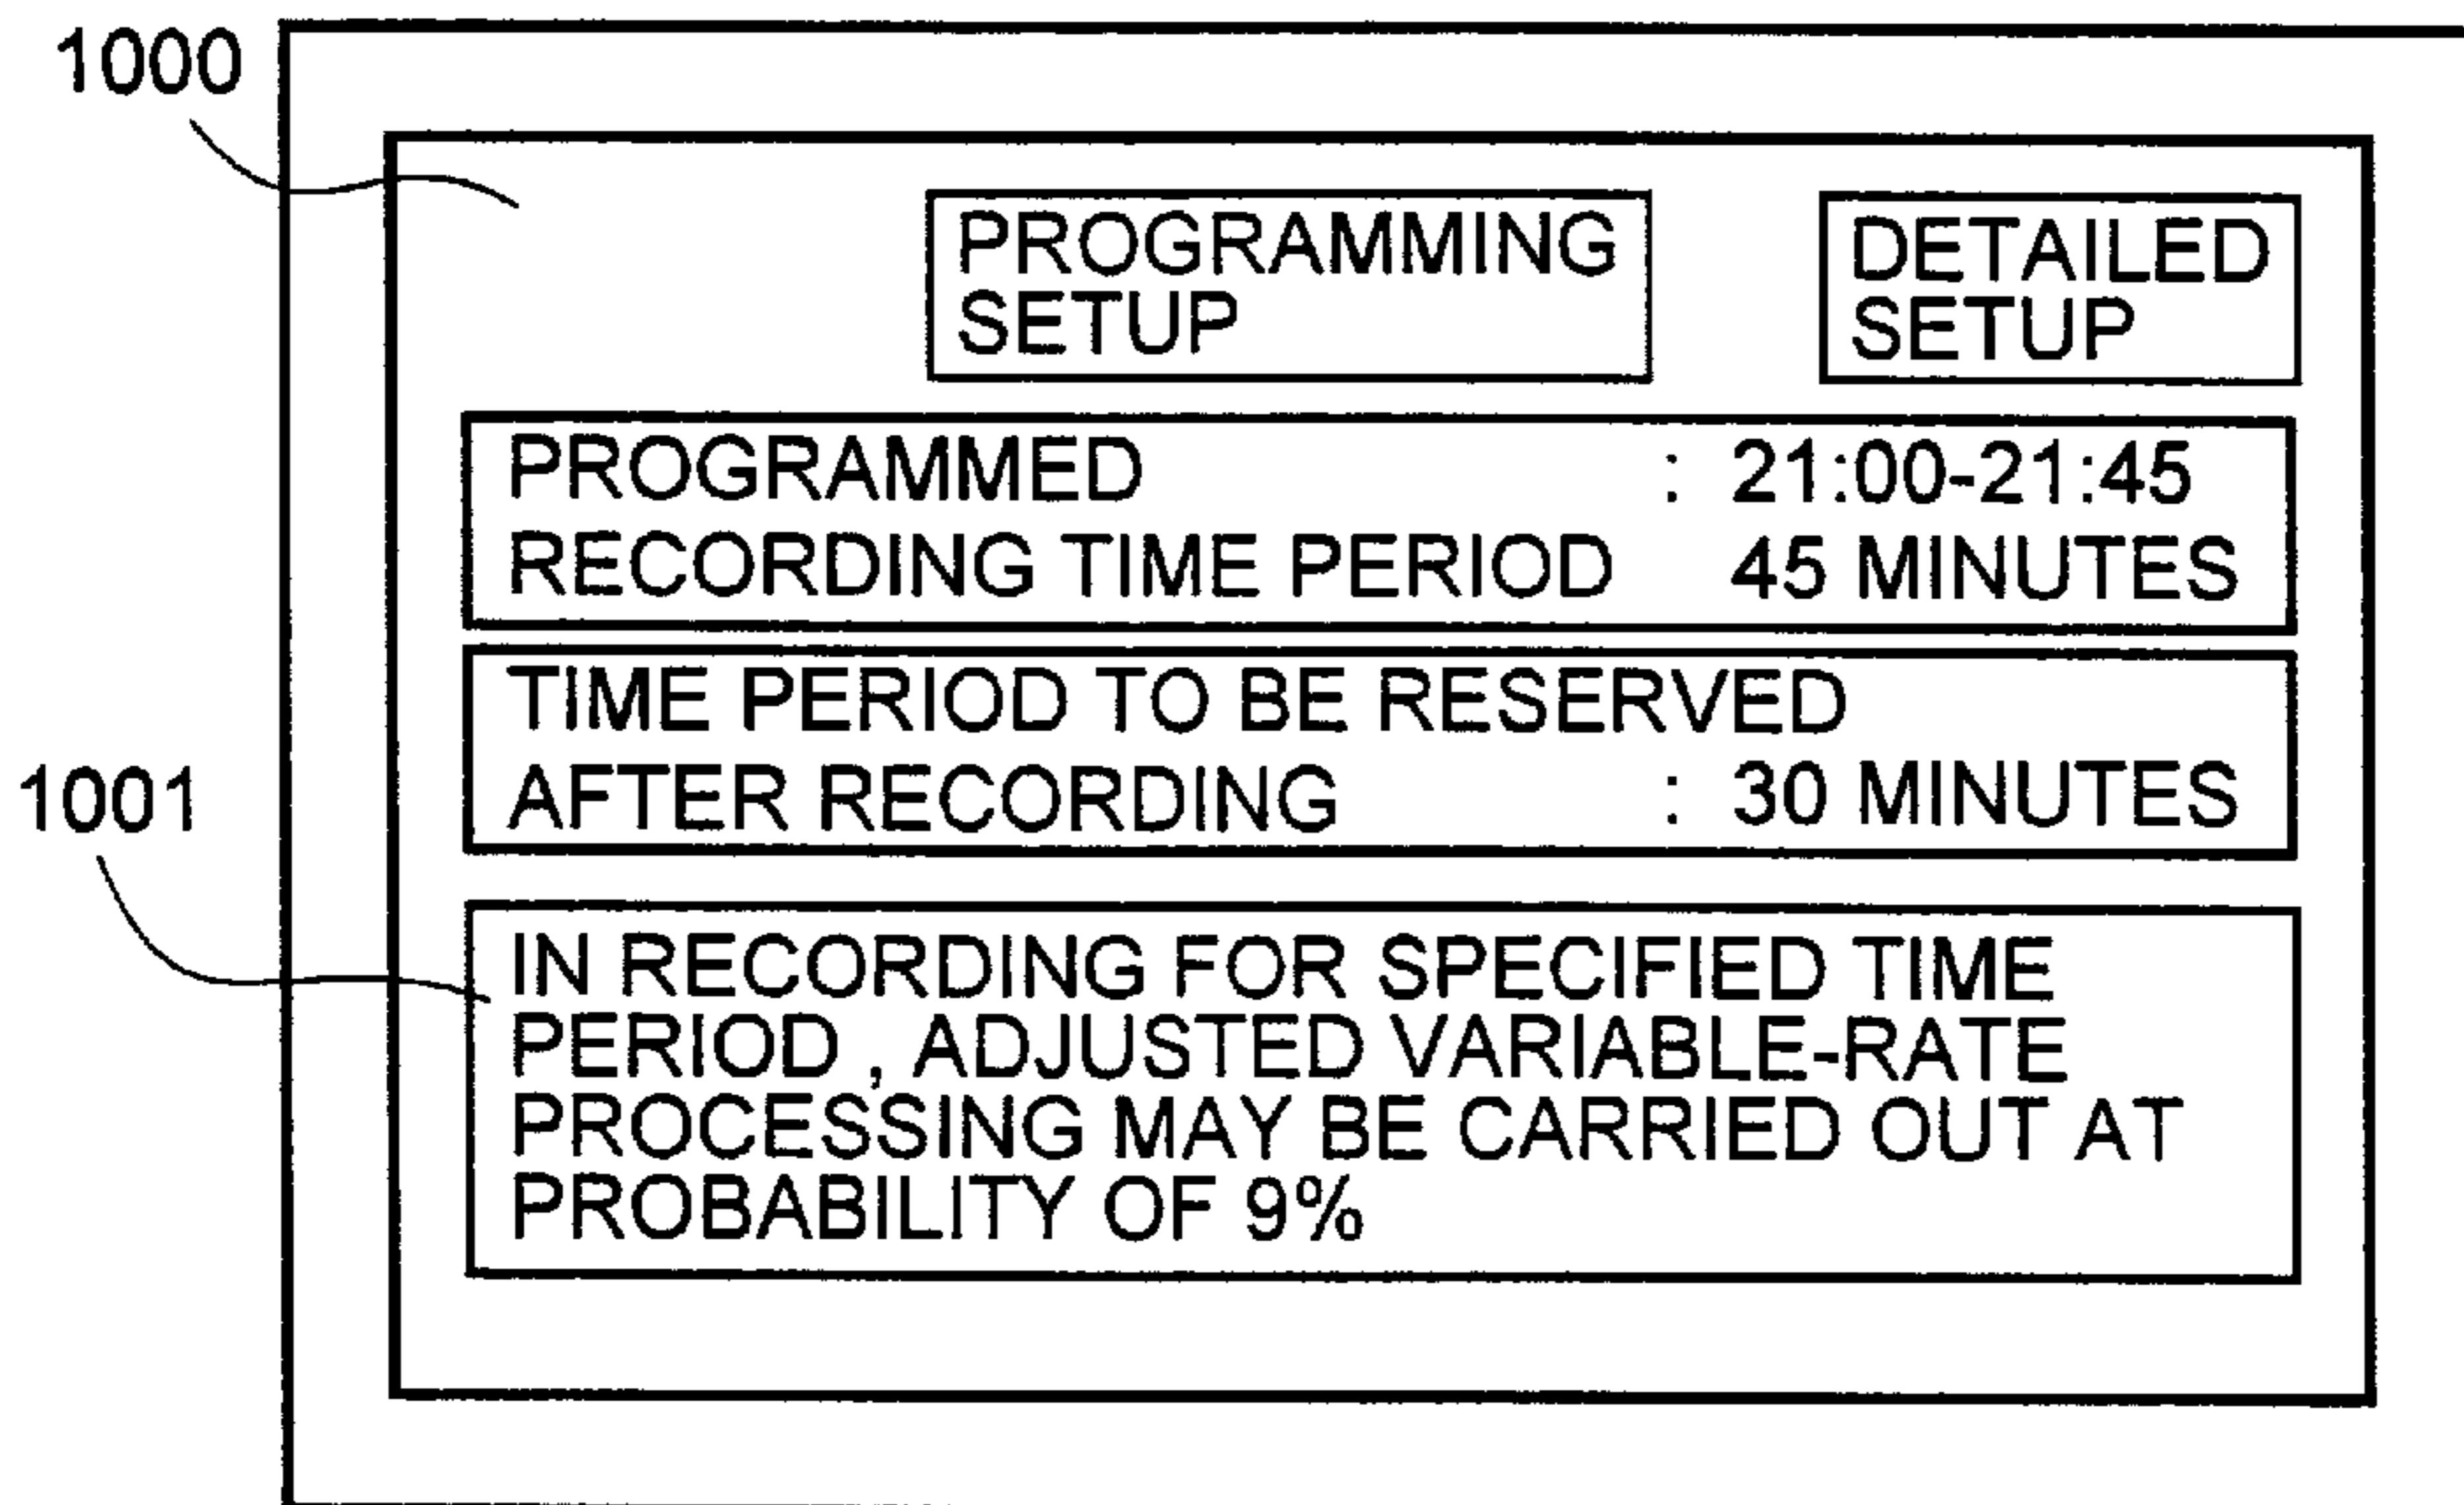 1000
PROGRAMMING
SETUP
DETAILED
SETUP
PROGRAMMED : 21:00-21:45
RECORDING TIME PERIOD 45 MINUTES
TIME PERIOD TO BE RESERVED
AFTER RECORDING : 30 MINUTES
1001
IN RECORDING FOR SPECIFIED TIME
PERIOD , ADJUSTED VARIABLE-RATE
PROCESSING MAY BE CARRIED OUT AT
PROBABILITY OF 9%